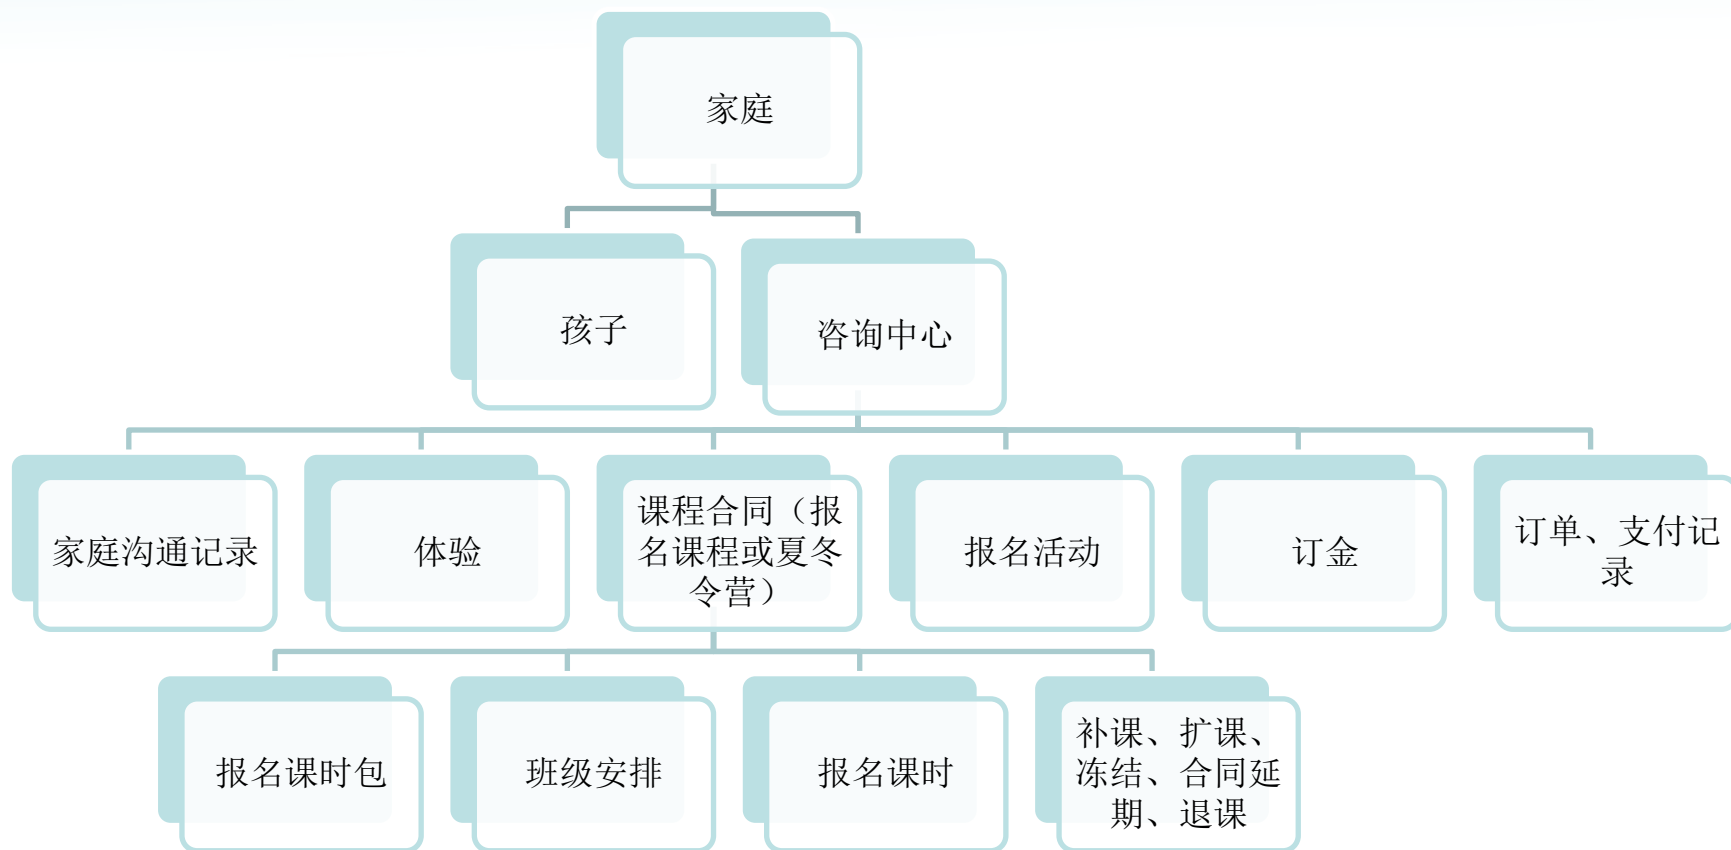 家庭
孩子
咨询中心
家庭沟通记录
体验
课程合同（报
名课程或夏冬
令营）
报名活动
订金
订单、支付记
录
报名课时包
班级安排
报名课时
补课、扩课、
冻结、合同延
期、退课